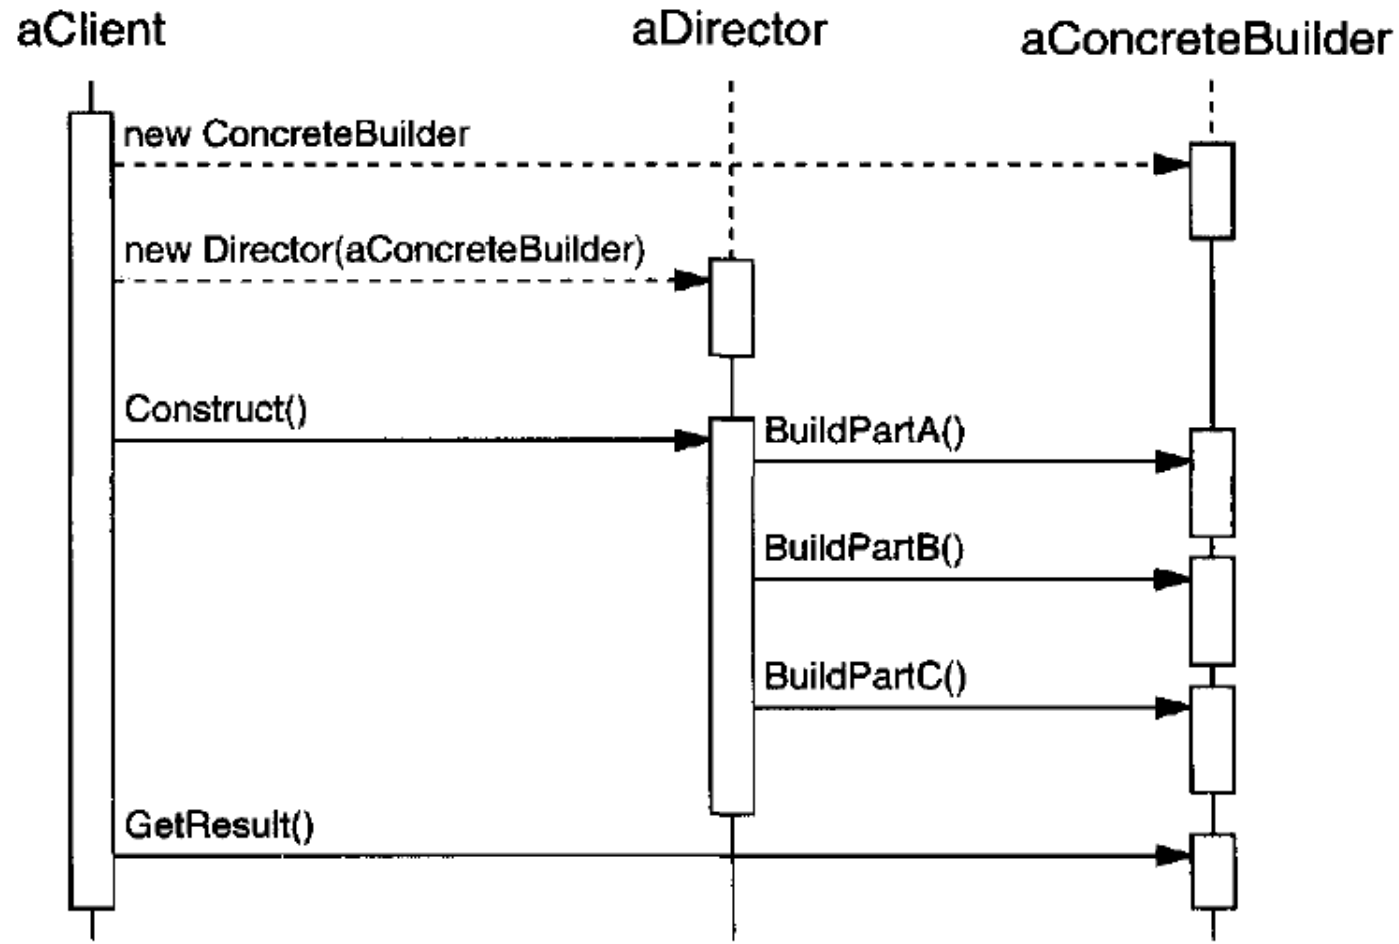 aClient
aDirector
aConcreteBuilder
new ConcreteBuilder
new Director(aConcreteBuilder)
Construct()
BuildPartA()
BuildPartB()
BuildPartC()
GetResult()